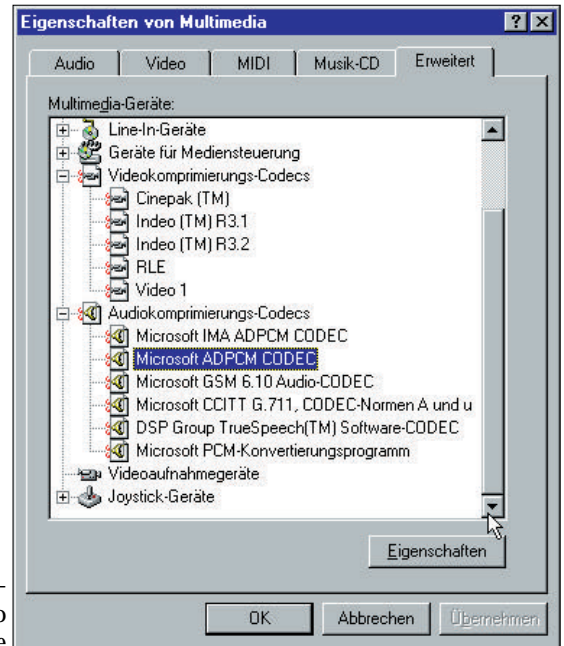 Eigenschaften von Multimedia
Audio Video MIDI Musik-CD Erweitert
Multimedia-Geräte:
Line-In-Geräte
Geräte für Mediensteuerung
Videokomprimierungs-Codecs
Cinepak (TM)
Indeo (TM) R3.1
Indeo (TM) R3.2
RLE
Video 1
Audiokomprimierungs-Codecs
Microsoft IMA ADPCM CODEC
Microsoft ADPCM CODEC
Microsoft GSM 6.10 Audio-CODEC
Microsoft CCITT G.711, CODEC-Normen A und u
DSP Group TrueSpeech(TM) Software-CODEC
Microsoft PCM-Konvertierungsprogramm
Videoaufnahmegeräte
Joystick-Geräte
Eigenschaften
OK Abbrechen Übernehmen